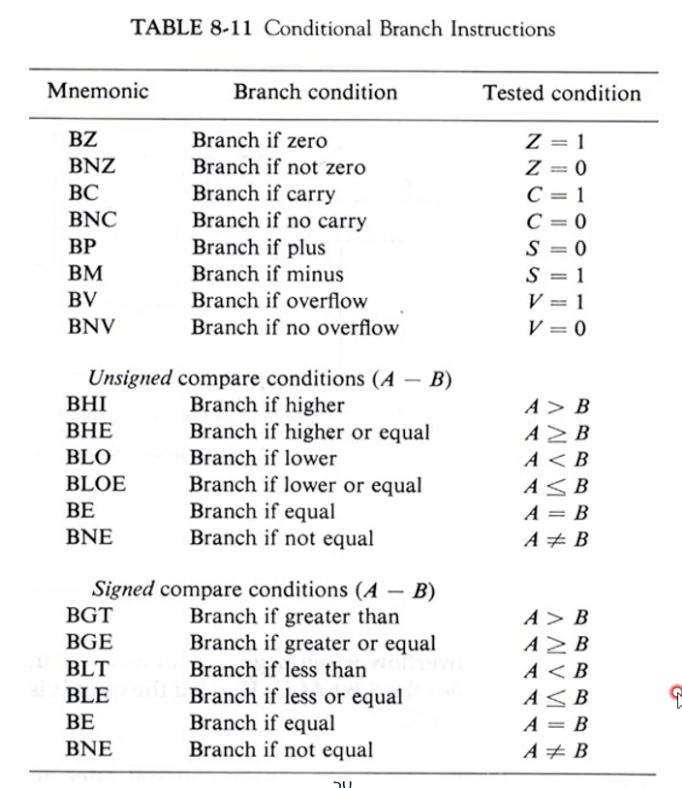 TABLE 8-11 Conditional Branch Instructions
Mnemonic Branch condition Tested condition
BZ Branch if zero Z = 1
BNZ Branch if not zero Z = 0
BC Branch if carry C = 1
BNC Branch if no carry C = 0
BP Branch if plus S = 0
BM Branch if minus S = 1
BV Branch if overflow V = 1
BNV Branch if no overflow V = 0
Unsigned compare conditions (A − B)
BHI Branch if higher A > B
BHE Branch if higher or equal A ≥ B
BLO Branch if lower A < B
BLOE Branch if lower or equal A ≤ B
BE Branch if equal A = B
BNE Branch if not equal A ≠ B
Signed compare conditions (A − B)
BGT Branch if greater than A > B
BGE Branch if greater or equal A ≥ B
BLT Branch if less than A < B
BLE Branch if less or equal A ≤ B
BE Branch if equal A = B
BNE Branch if not equal A ≠ B